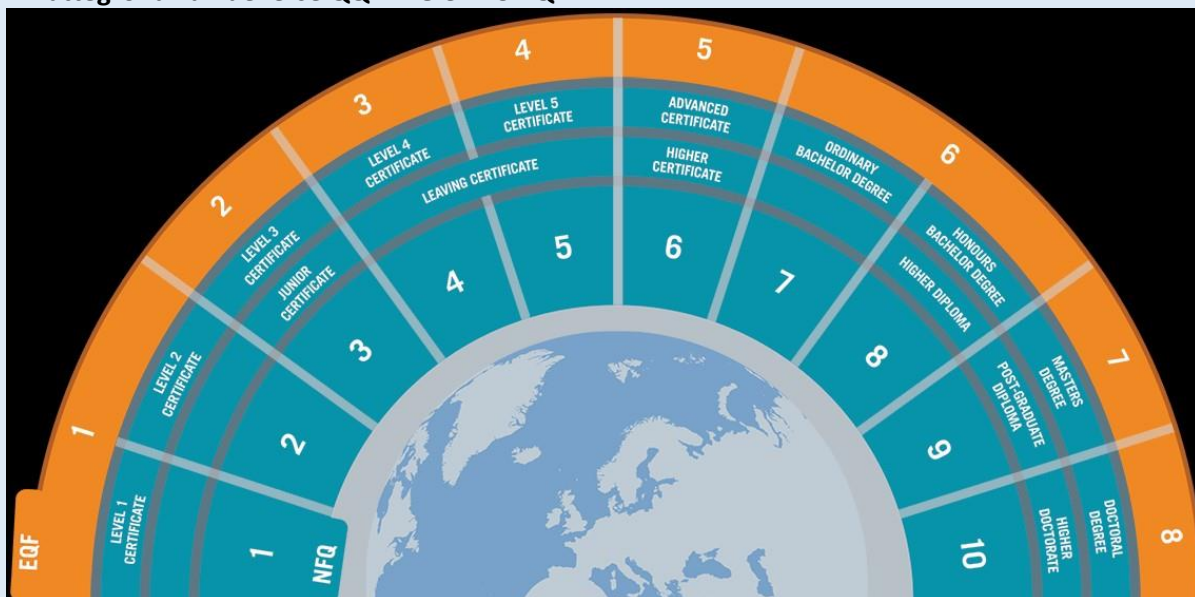 EQF
1
2
3
4
5
6
7
8
LEVEL 1
CERTIFICATE
LEVEL 2
CERTIFICATE
LEVEL 3
CERTIFICATE
LEVEL 4
CERTIFICATE
LEVEL 5
CERTIFICATE
ADVANCED
CERTIFICATE
ORDINARY
BACHELOR DEGREE
HONOURS
BACHELOR DEGREE
MASTERS
DEGREE
DOCTORAL
DEGREE
JUNIOR
CERTIFICATE
LEAVING CERTIFICATE
HIGHER
CERTIFICATE
HIGHER DIPLOMA
POST-GRADUATE
DIPLOMA
HIGHER
DOCTORATE
NFQ
1
2
3
4
5
6
7
8
9
10